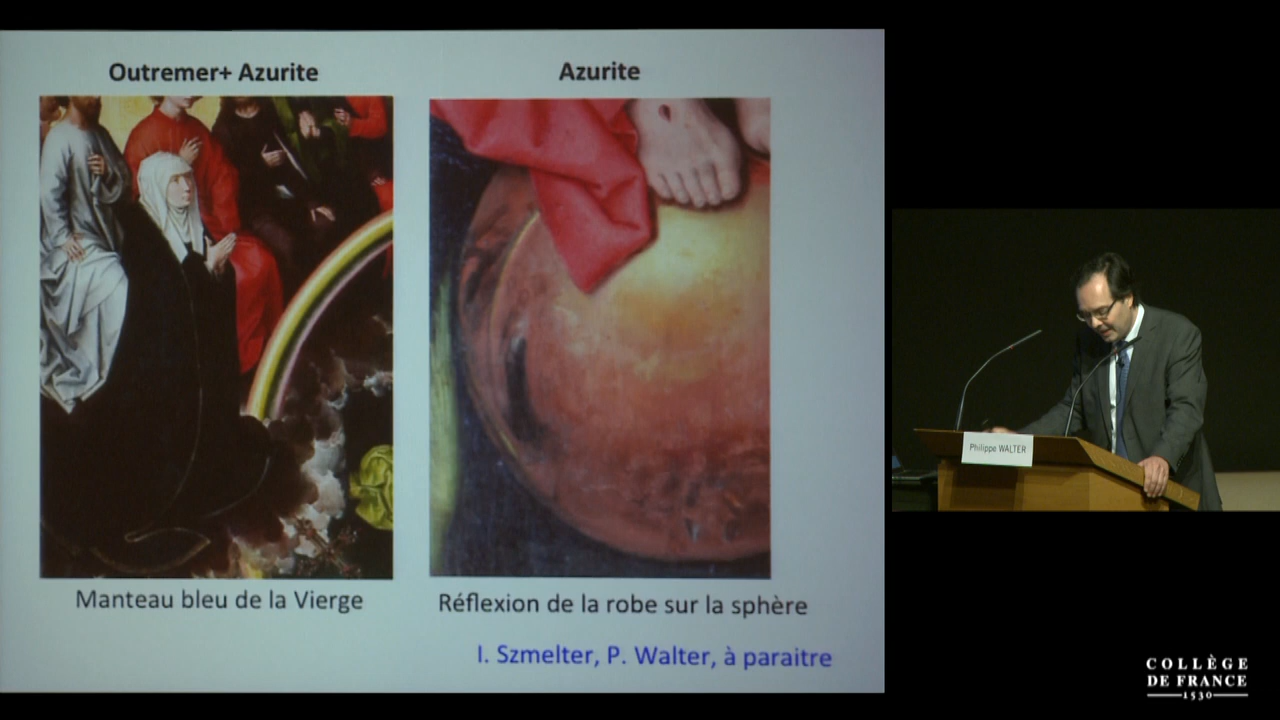 Outremer+ Azurite
Azurite
Manteau bleu de la Vierge
Réflexion de la robe sur la sphère
I. Szmelter, P. Walter, à paraitre
Philippe WALTER
COLLÈGE
DE FRANCE
1530